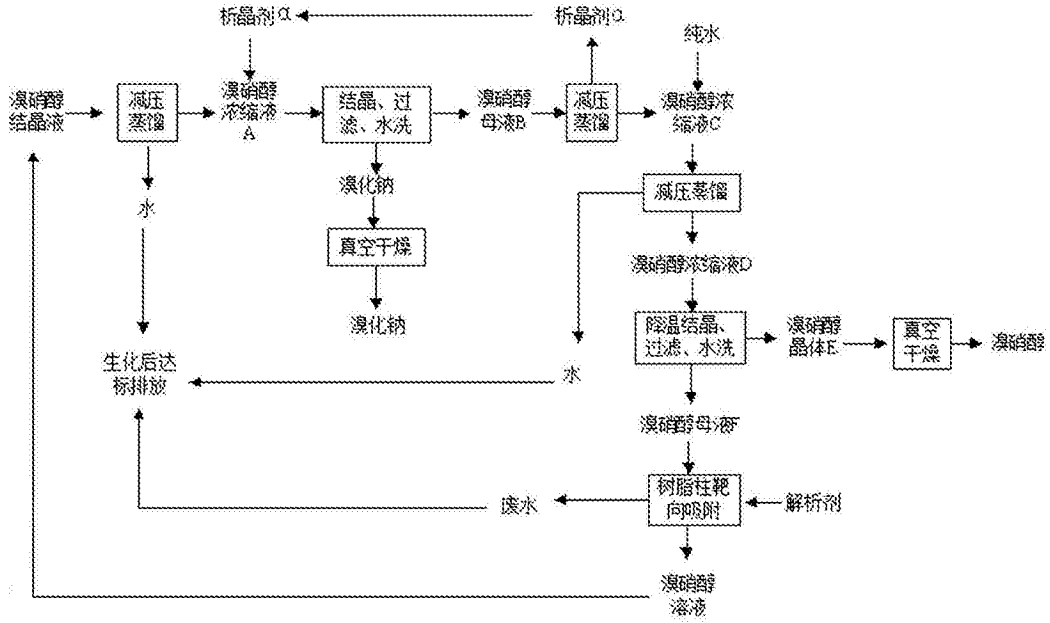 析晶剂α
析晶剂α
纯水
溴硝醇
结晶液
减压
蒸馏
溴硝醇
浓缩液
A
结晶、过
滤、水洗
溴硝醇
母液B
减压
蒸馏
溴硝醇浓
缩液C
水
溴化钠
减压蒸馏
真空干燥
溴硝醇浓缩液D
溴化钠
降温结晶、
过滤、水洗
溴硝醇
晶体E
真空
干燥
溴硝醇
生化后达
标排放
水
溴硝醇母液F
废水
树脂柱靶
向吸附
解析剂
溴硝醇
溶液